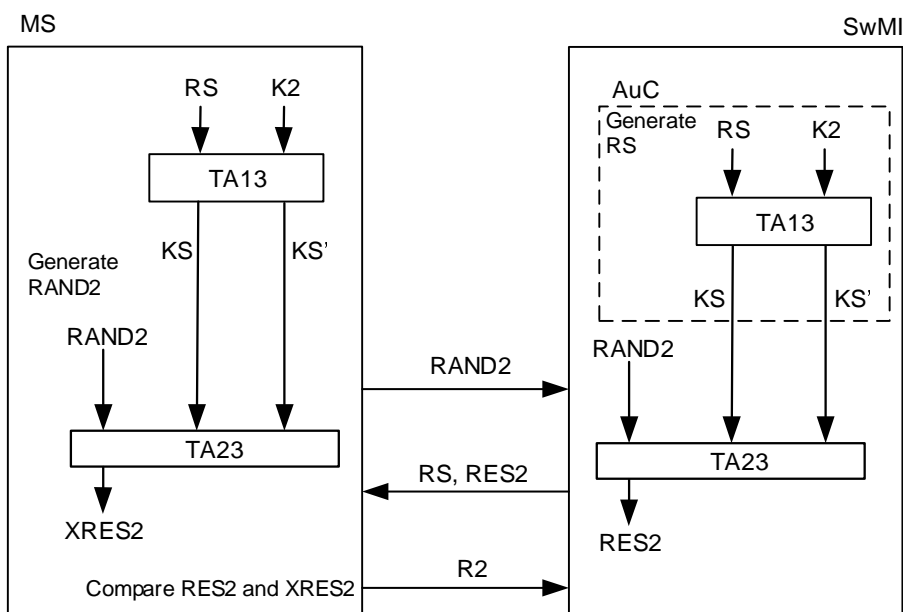 MS
SwMI
RS
K2
TA13
KS
KS’
Generate
RAND2
RAND2
TA23
XRES2
Compare RES2 and XRES2
RAND2
RS, RES2
R2
AuC
Generate
RS
RS
K2
TA13
KS
KS’
RAND2
TA23
RES2